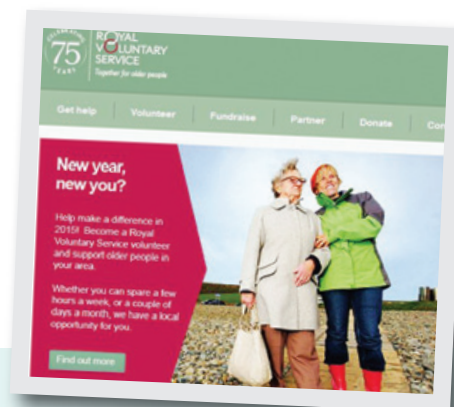 CELEBRATING
75
YEARS
ROYAL
VOLUNTARY
SERVICE
Together for older people
Get help
Volunteer
Fundraise
Partner
Donate
Con
New year,
new you?
Help make a difference in
2015! Become a Royal
Voluntary Service volunteer
and support older people in
your area.
Whether you can spare a few
hours a week, or a couple of
days a month, we have a local
opportunity for you.
Find out more